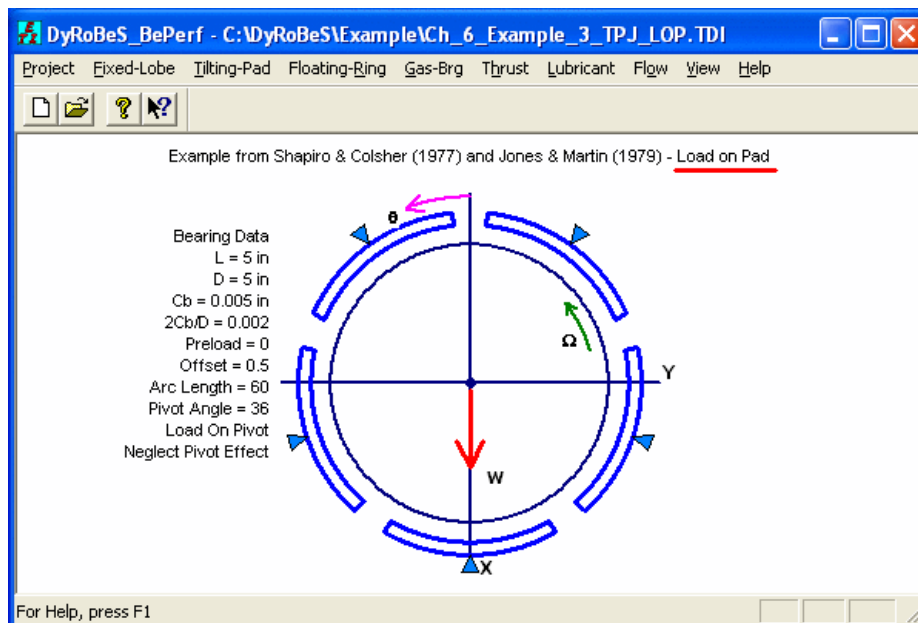 DyRoBeS_BePerf - C:\DyRoBeS\Example\Ch_6_Example_3_TPJ_LOP.TDI
Project Fixed-Lobe Tilting-Pad Floating-Ring Gas-Brg Thrust Lubricant Flow View Help
Example from Shapiro & Colsher (1977) and Jones & Martin (1979) - Load on Pad
θ
Bearing Data
L = 5 in
D = 5 in
Cb = 0.005 in
2Cb/D = 0.002
Preload = 0
Offset = 0.5
Arc Length = 60
Pivot Angle = 36
Load On Pivot
Neglect Pivot Effect
Ω
Y
W
X
For Help, press F1